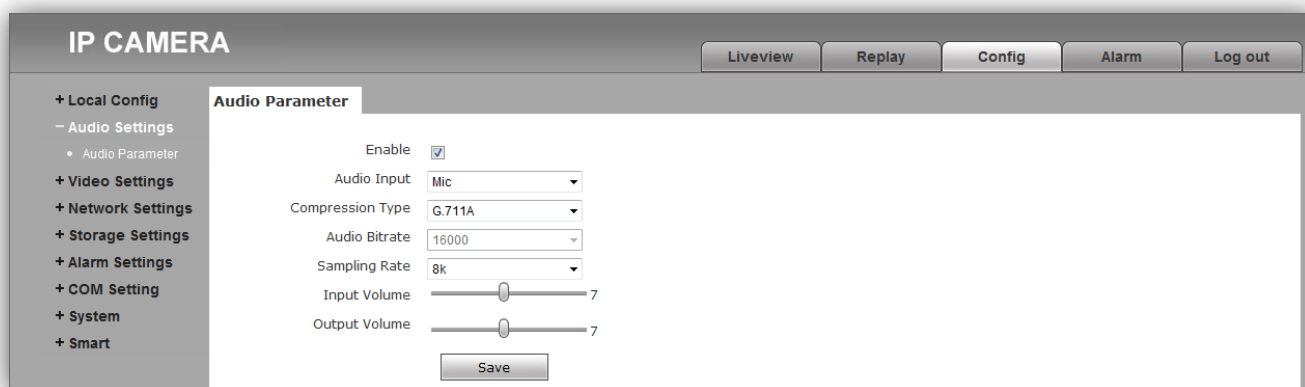 IP CAMERA
Liveview Replay Config Alarm Log out
+ Local Config
− Audio Settings
• Audio Parameter
+ Video Settings
+ Network Settings
+ Storage Settings
+ Alarm Settings
+ COM Setting
+ System
+ Smart
Audio Parameter
Enable
Audio Input Mic
Compression Type G.711A
Audio Bitrate 16000
Sampling Rate 8k
Input Volume 7
Output Volume 7
Save